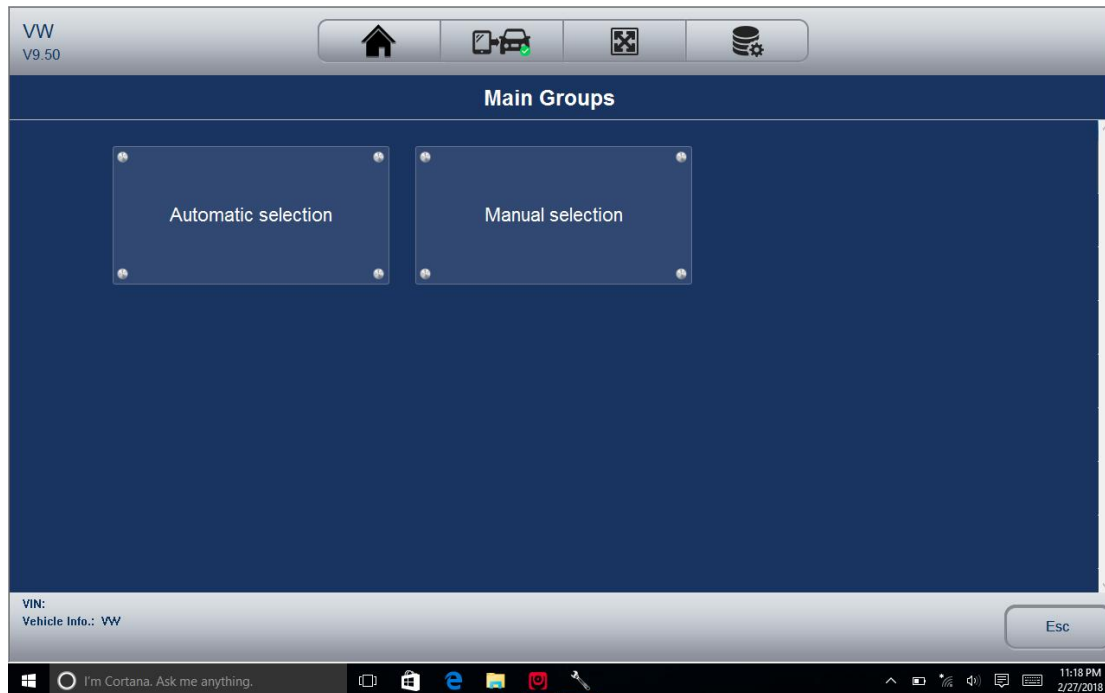 VW
V9.50
Main Groups
Automatic selection
Manual selection
VIN:
Vehicle Info.: VW
Esc
I'm Cortana. Ask me anything.
11:18 PM
2/27/2018